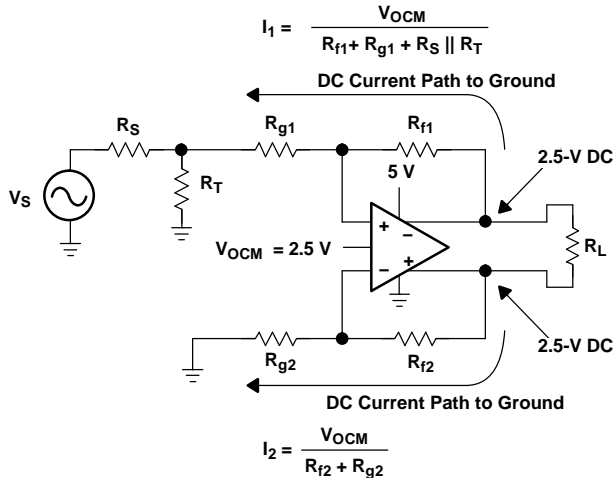 I1 = VOCM / Rf1+ Rg1 + RS || RT
DC Current Path to Ground
RS
Rg1
Rf1
2.5-V DC
5 V
VS
RT
+
−
VOCM = 2.5 V
RL
−
+
Rg2
Rf2
2.5-V DC
DC Current Path to Ground
I2 = VOCM / Rf2 + Rg2